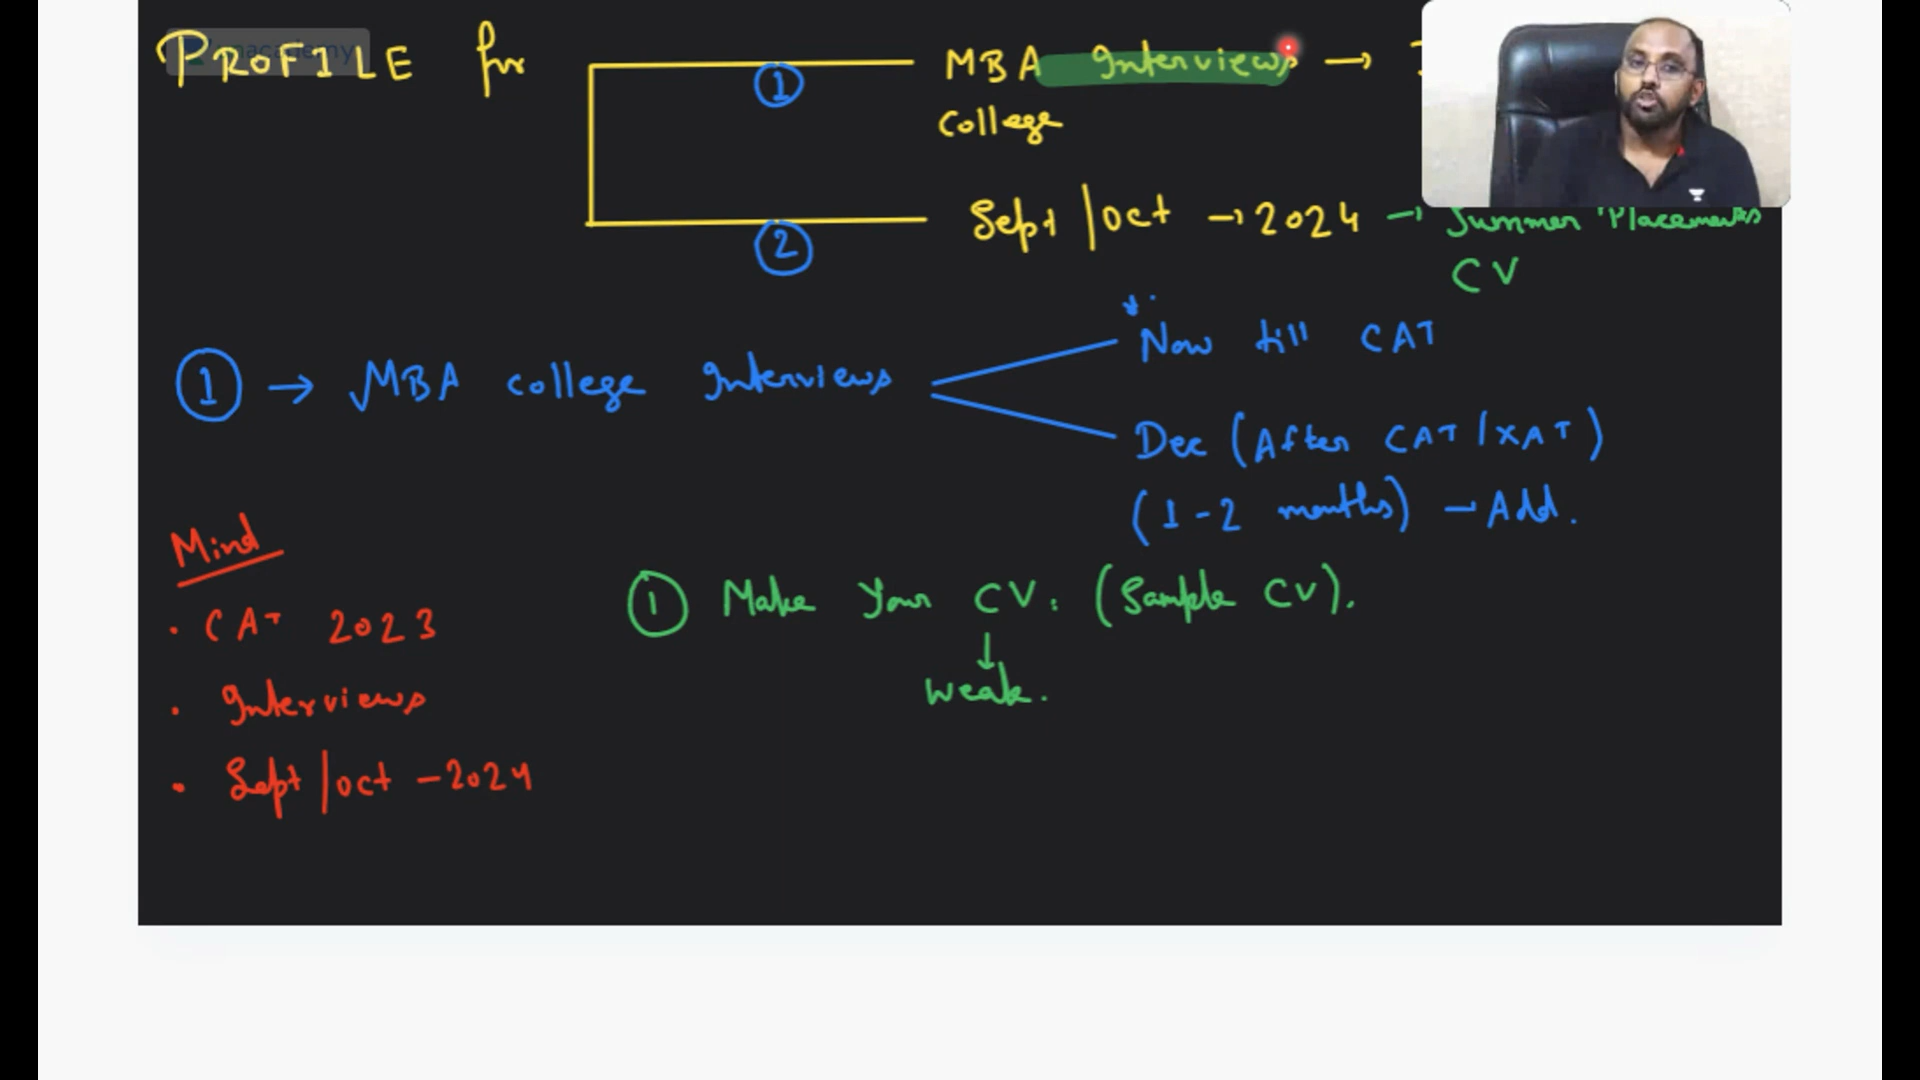 PROFILE for
① MBA Interviews →
College
② Sept/Oct → 2024 → Summer Placements
CV
① → MBA college Interviews
* Now till CAT
Dec (After CAT/XAT)
(1-2 months) → Add.
Mind
• CAT 2023
• Interviews
• Sept/Oct - 2024
① Make Your CV: (Sample CV).
↓
Weak.